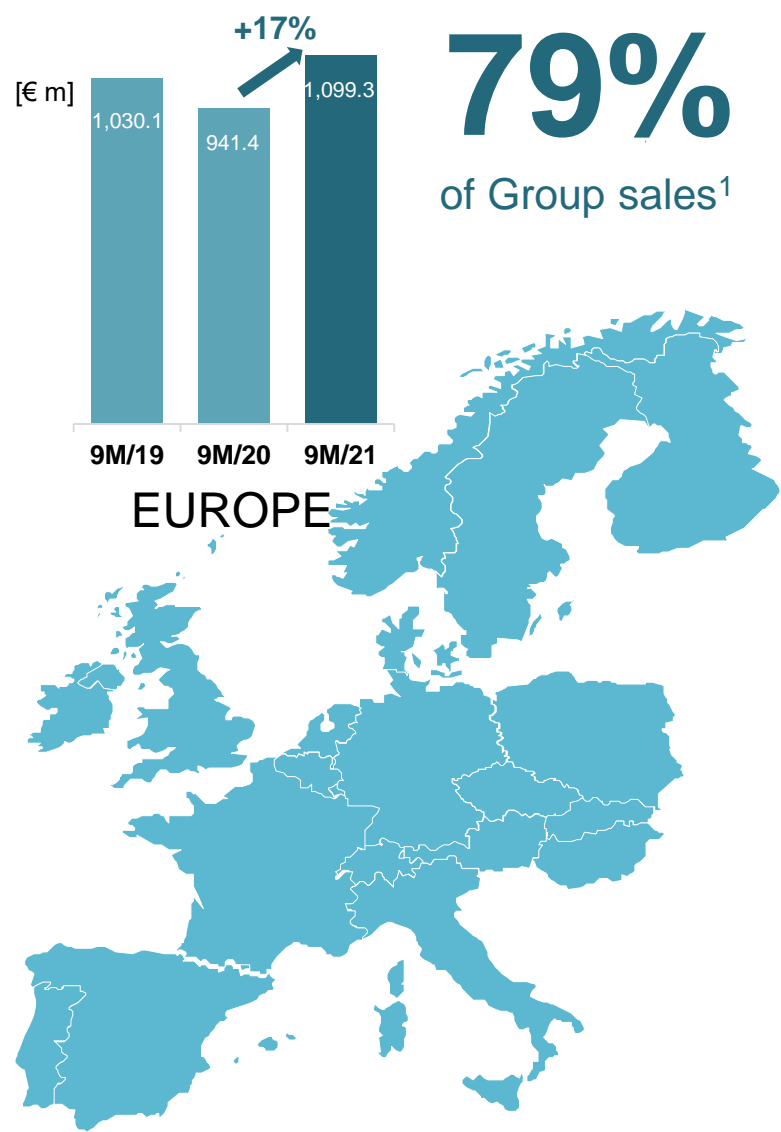 +17%
[€ m]
1,030.1
941.4
1,099.3
9M/19 9M/20 9M/21
EUROPE
79%
of Group sales¹